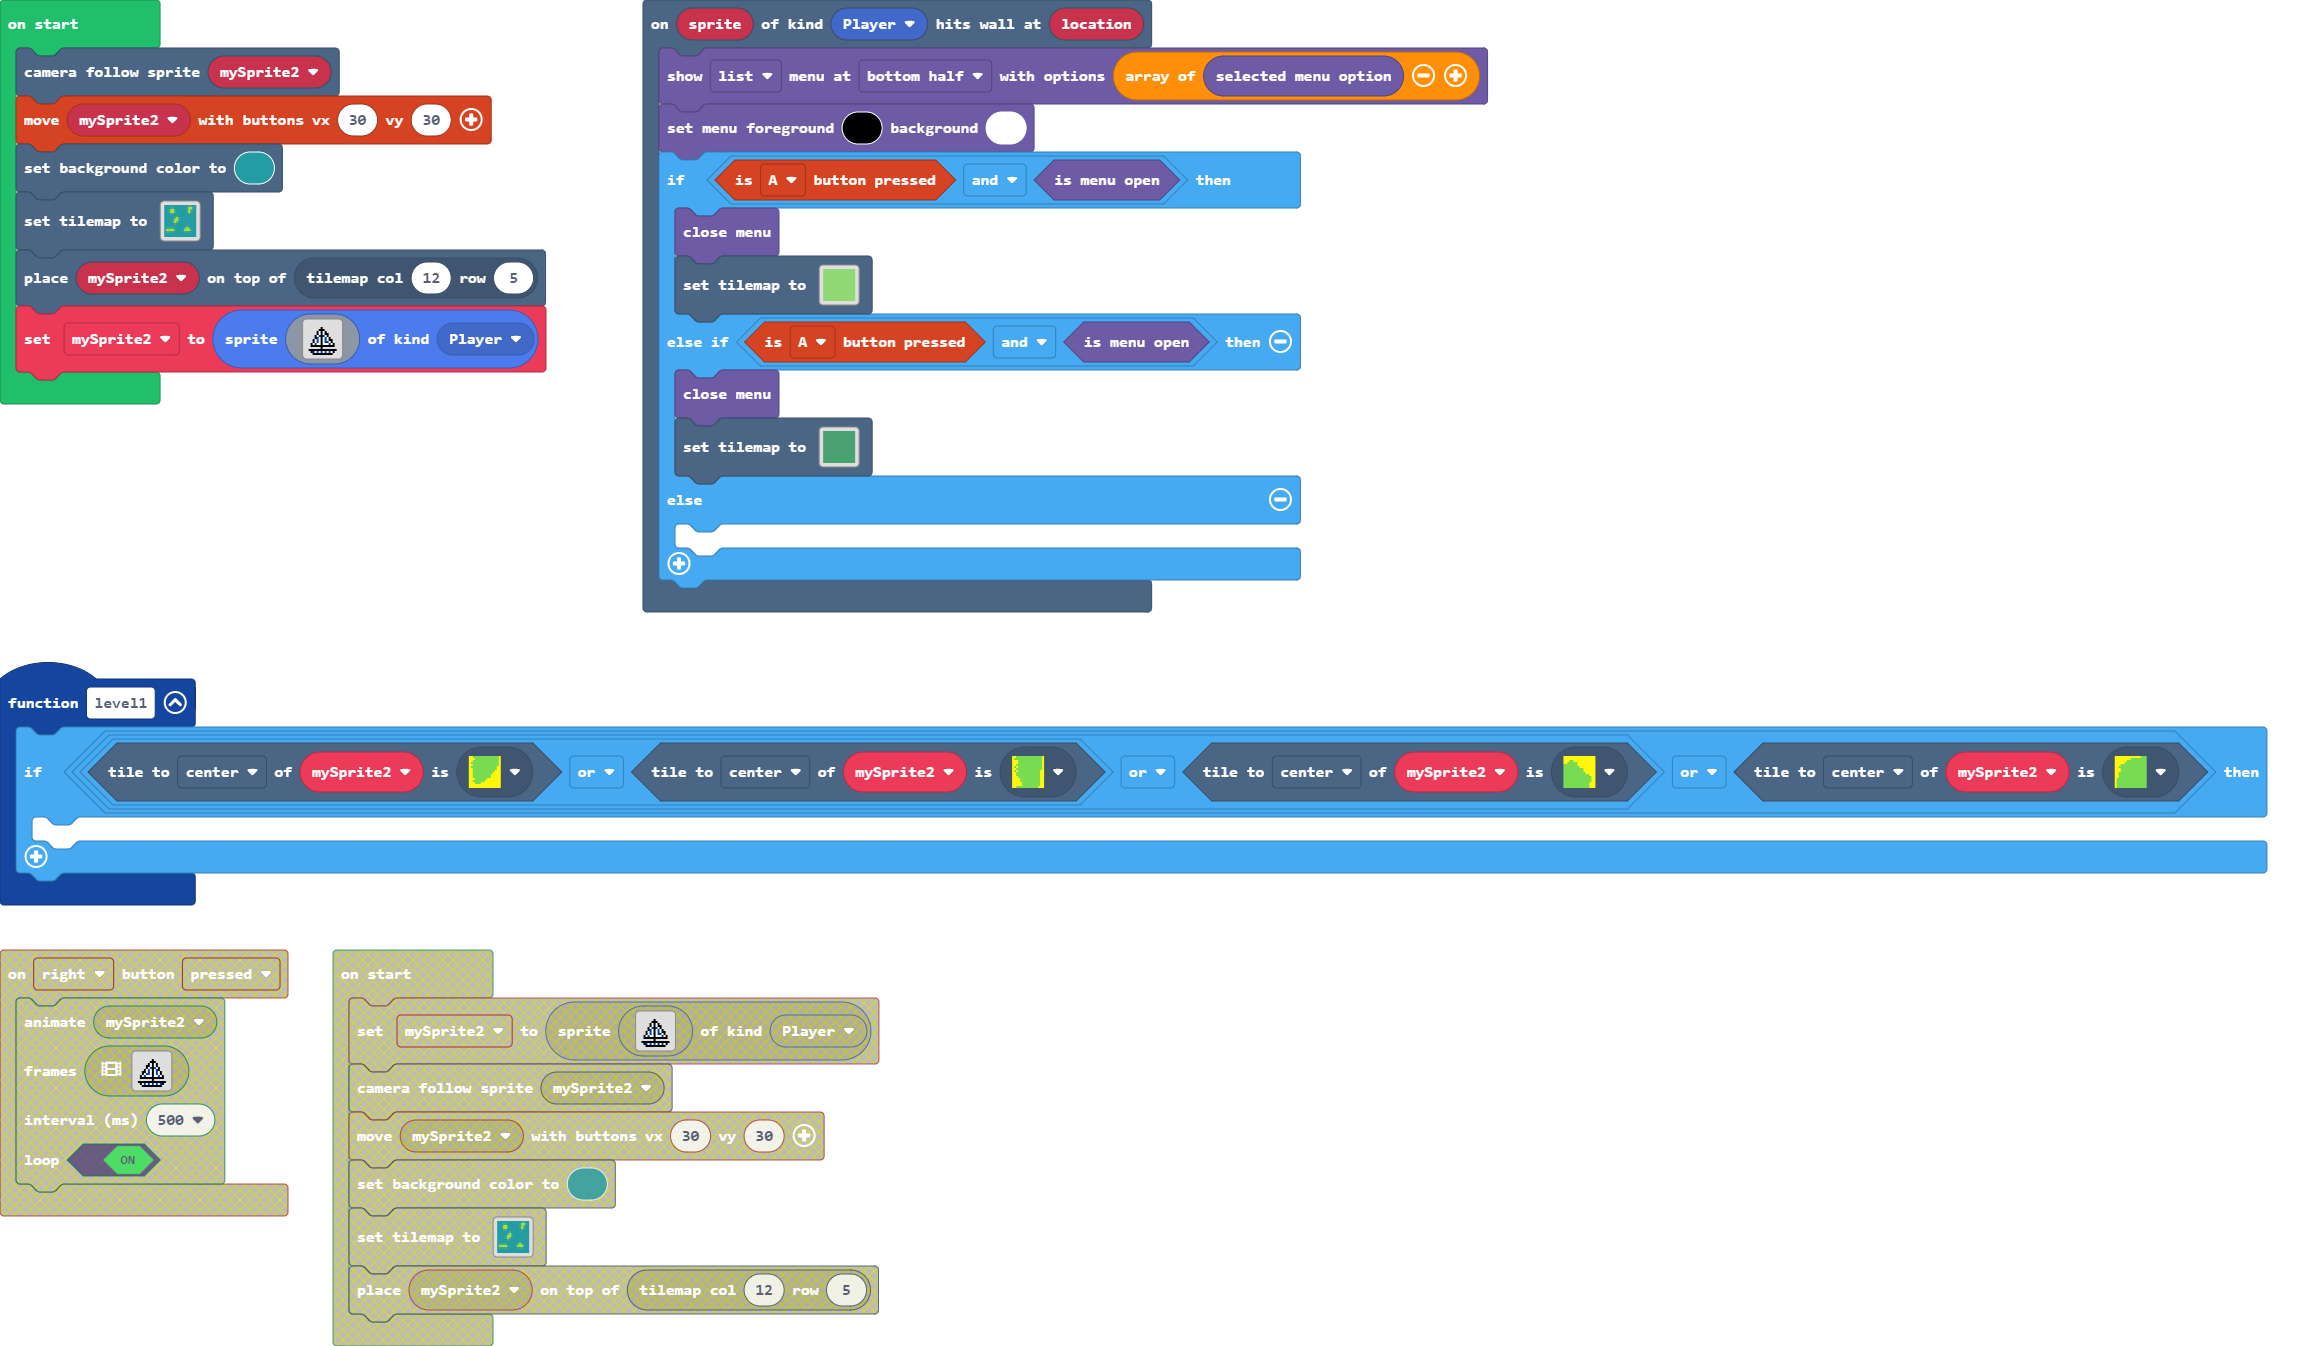 on start
camera follow sprite mySprite2
move mySprite2 with buttons vx 30 vy 30
set background color to
set tilemap to
place mySprite2 on top of tilemap col 12 row 5
set mySprite2 to sprite of kind Player
on sprite of kind Player hits wall at location
show list menu at bottom half with options array of selected menu option
set menu foreground background
if is A button pressed and is menu open then
close menu
set tilemap to
else if is A button pressed and is menu open then
close menu
set tilemap to
else
function level1
if tile to center of mySprite2 is or tile to center of mySprite2 is or tile to center of mySprite2 is or tile to center of mySprite2 is then
on right button pressed
animate mySprite2
frames
interval (ms) 500
loop ON
on start
set mySprite2 to sprite of kind Player
camera follow sprite mySprite2
move mySprite2 with buttons vx 30 vy 30
set background color to
set tilemap to
place mySprite2 on top of tilemap col 12 row 5